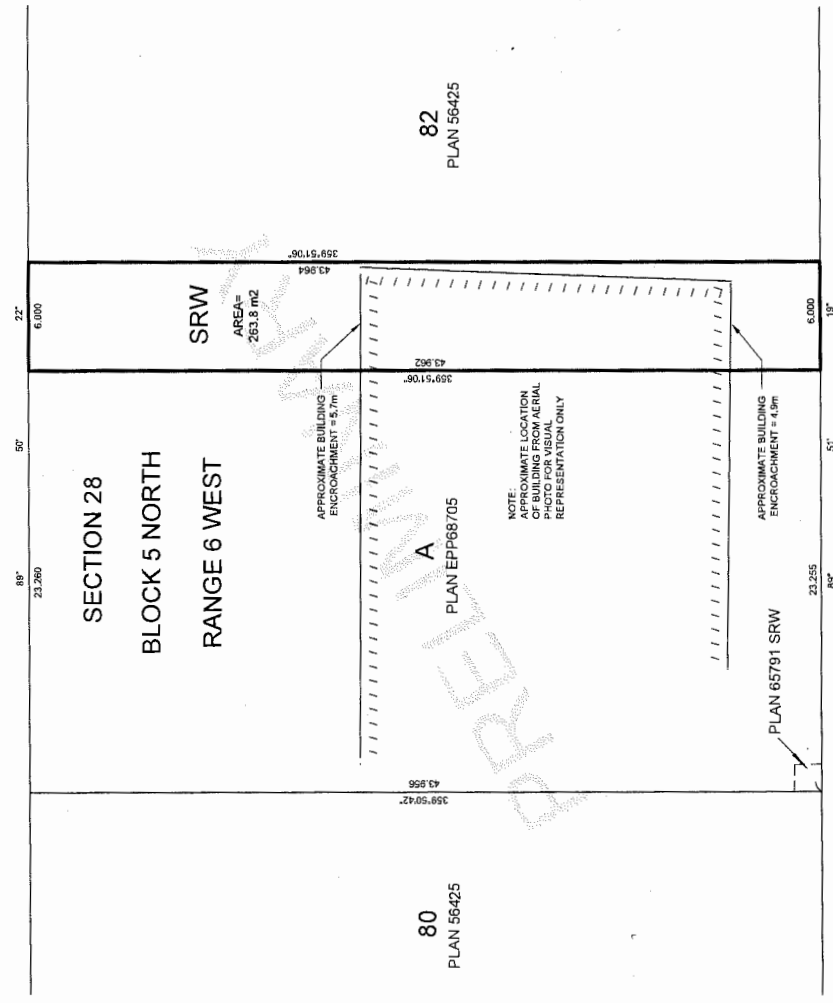 22"
6.000
50'
89°
23.260
SECTION 28
BLOCK 5 NORTH
RANGE 6 WEST
SRW
AREA=
263.8 m2
359°51'06"
43.964
43.962
359°51'06"
APPROXIMATE BUILDING
ENCROACHMENT = 5.7m
82
PLAN 56425
A
PLAN EPP68705
NOTE:
APPROXIMATE LOCATION
OF BUILDING FROM AERIAL
PHOTO FOR VISUAL
REPRESENTATION ONLY
PRELIMINARY
43.956
359°50'42"
80
PLAN 56425
APPROXIMATE BUILDING
ENCROACHMENT = 4.9m
PLAN 65791 SRW
6.000
19"
51'
23.255
89°